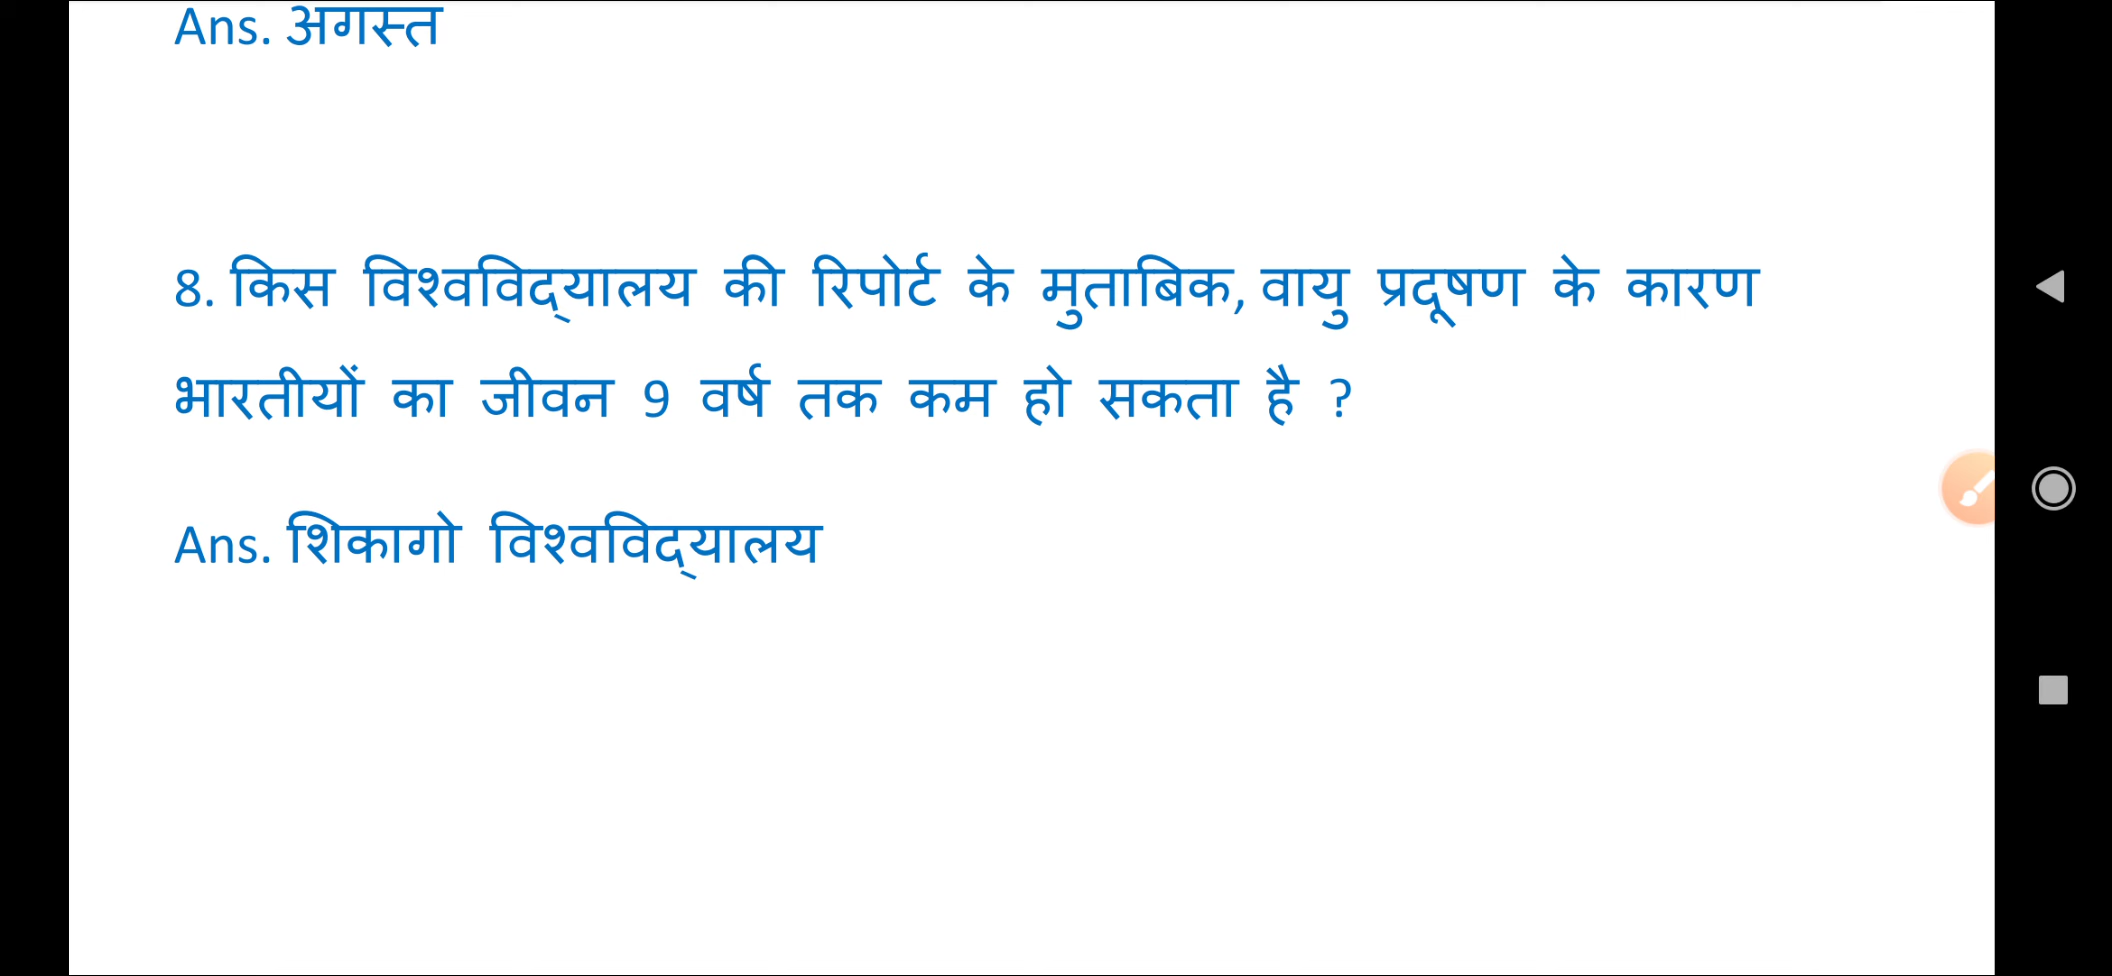 Ans. अगस्त
8. किस विश्वविद्यालय की रिपोर्ट के मुताबिक, वायु प्रदूषण के कारण
भारतीयों का जीवन 9 वर्ष तक कम हो सकता है ?
Ans. शिकागो विश्वविद्यालय